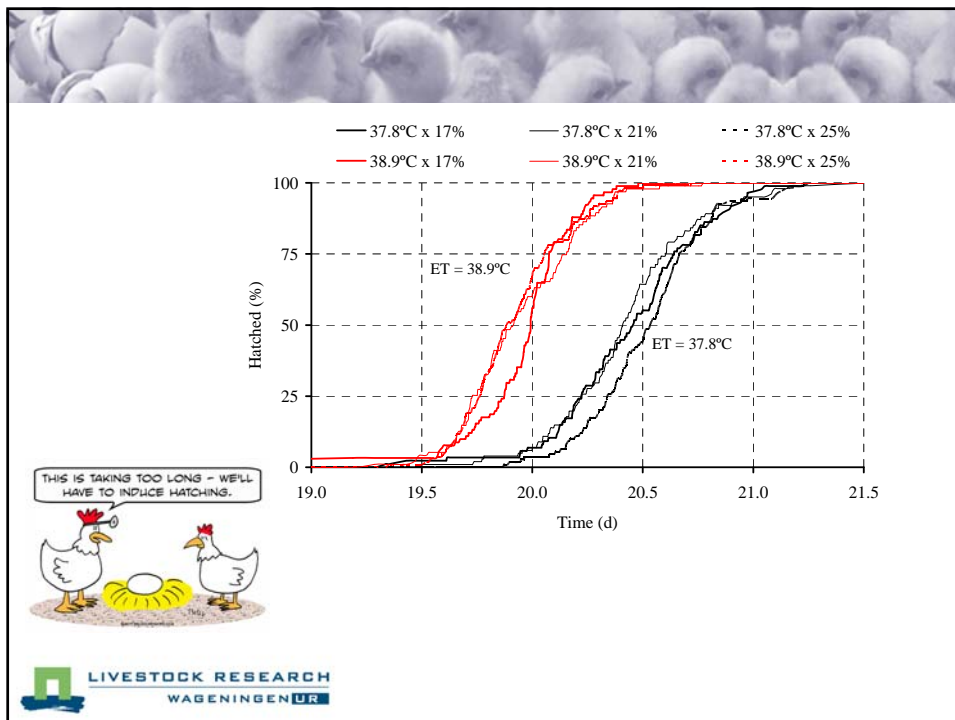 37.8ºC x 17% 37.8ºC x 21% 37.8ºC x 25%
38.9ºC x 17% 38.9ºC x 21% 38.9ºC x 25%
100
75
50
25
0
Hatched (%)
ET = 38.9ºC
ET = 37.8ºC
19.0 19.5 20.0 20.5 21.0 21.5
Time (d)
THIS IS TAKING TOO LONG – WE'LL
HAVE TO INDUCE HATCHING.
LIVESTOCK RESEARCH
WAGENINGEN UR